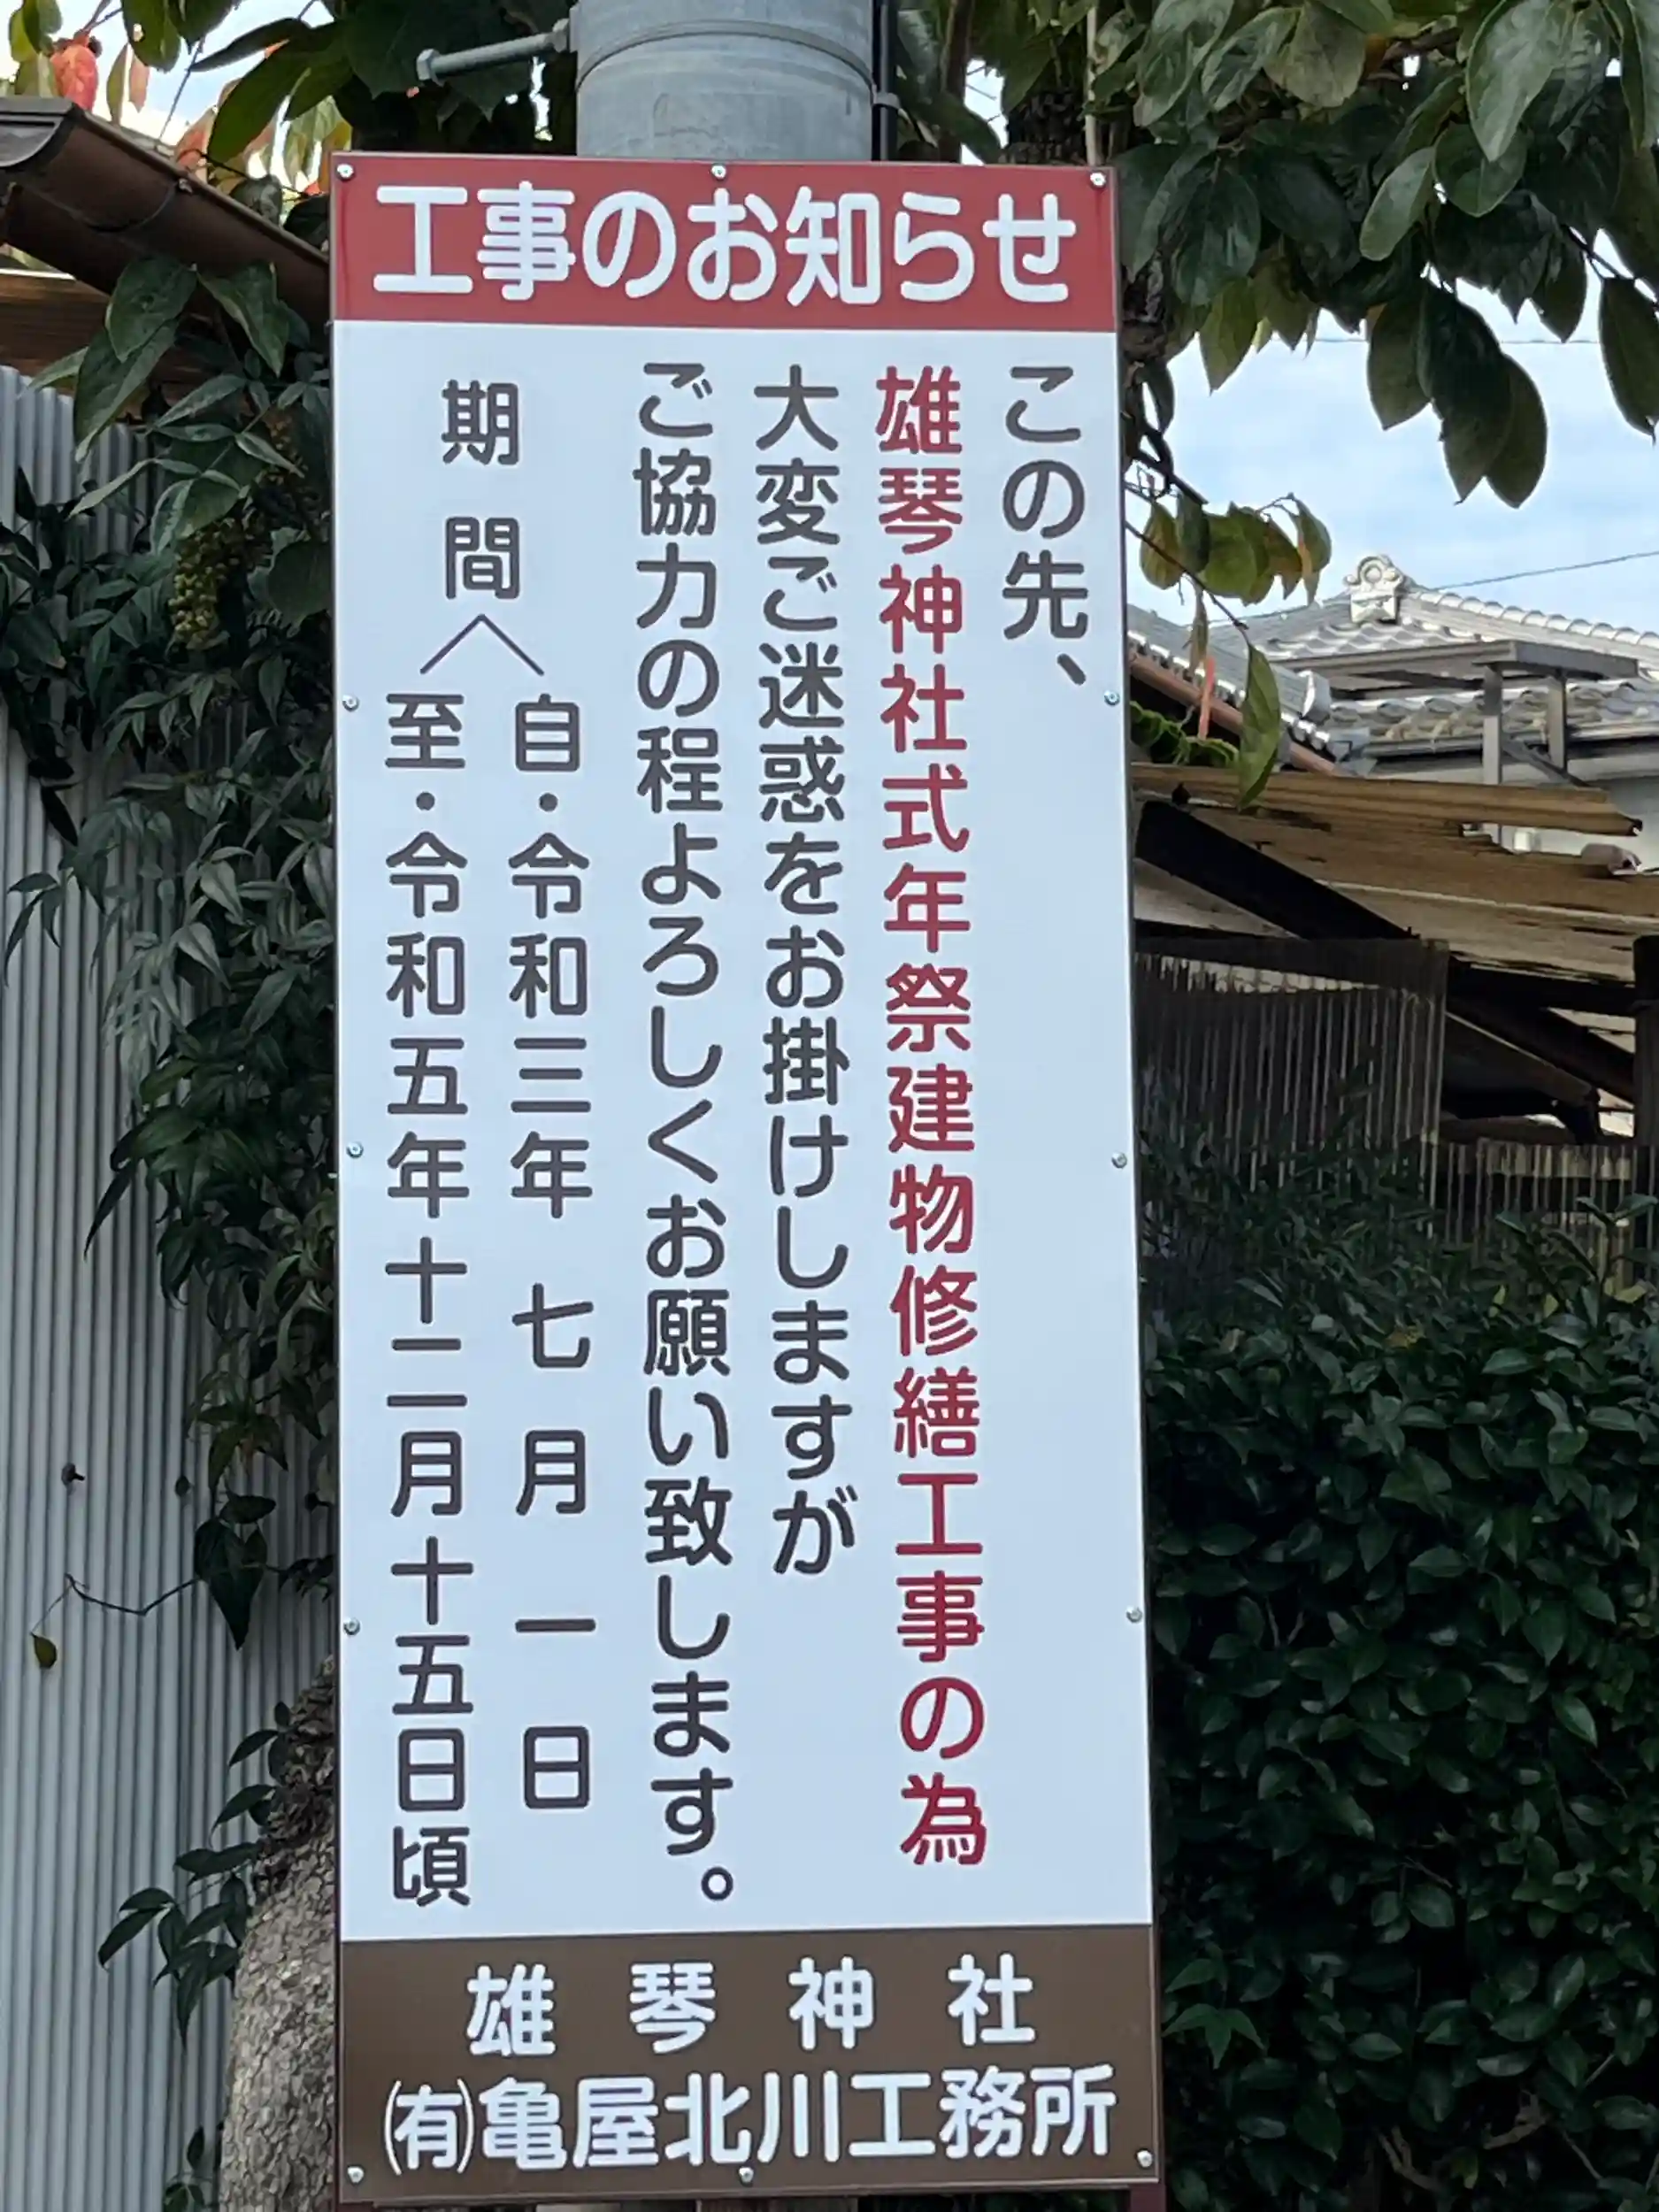 工事のお知らせ
この先、
雄琴神社式年祭建物修繕工事の為
大変ご迷惑をお掛けしますが
ご協力の程よろしくお願い致します。
期間
自・令和三年七月一日
至・令和五年十二月十五日頃
雄琴神社
㈲亀屋北川工務所